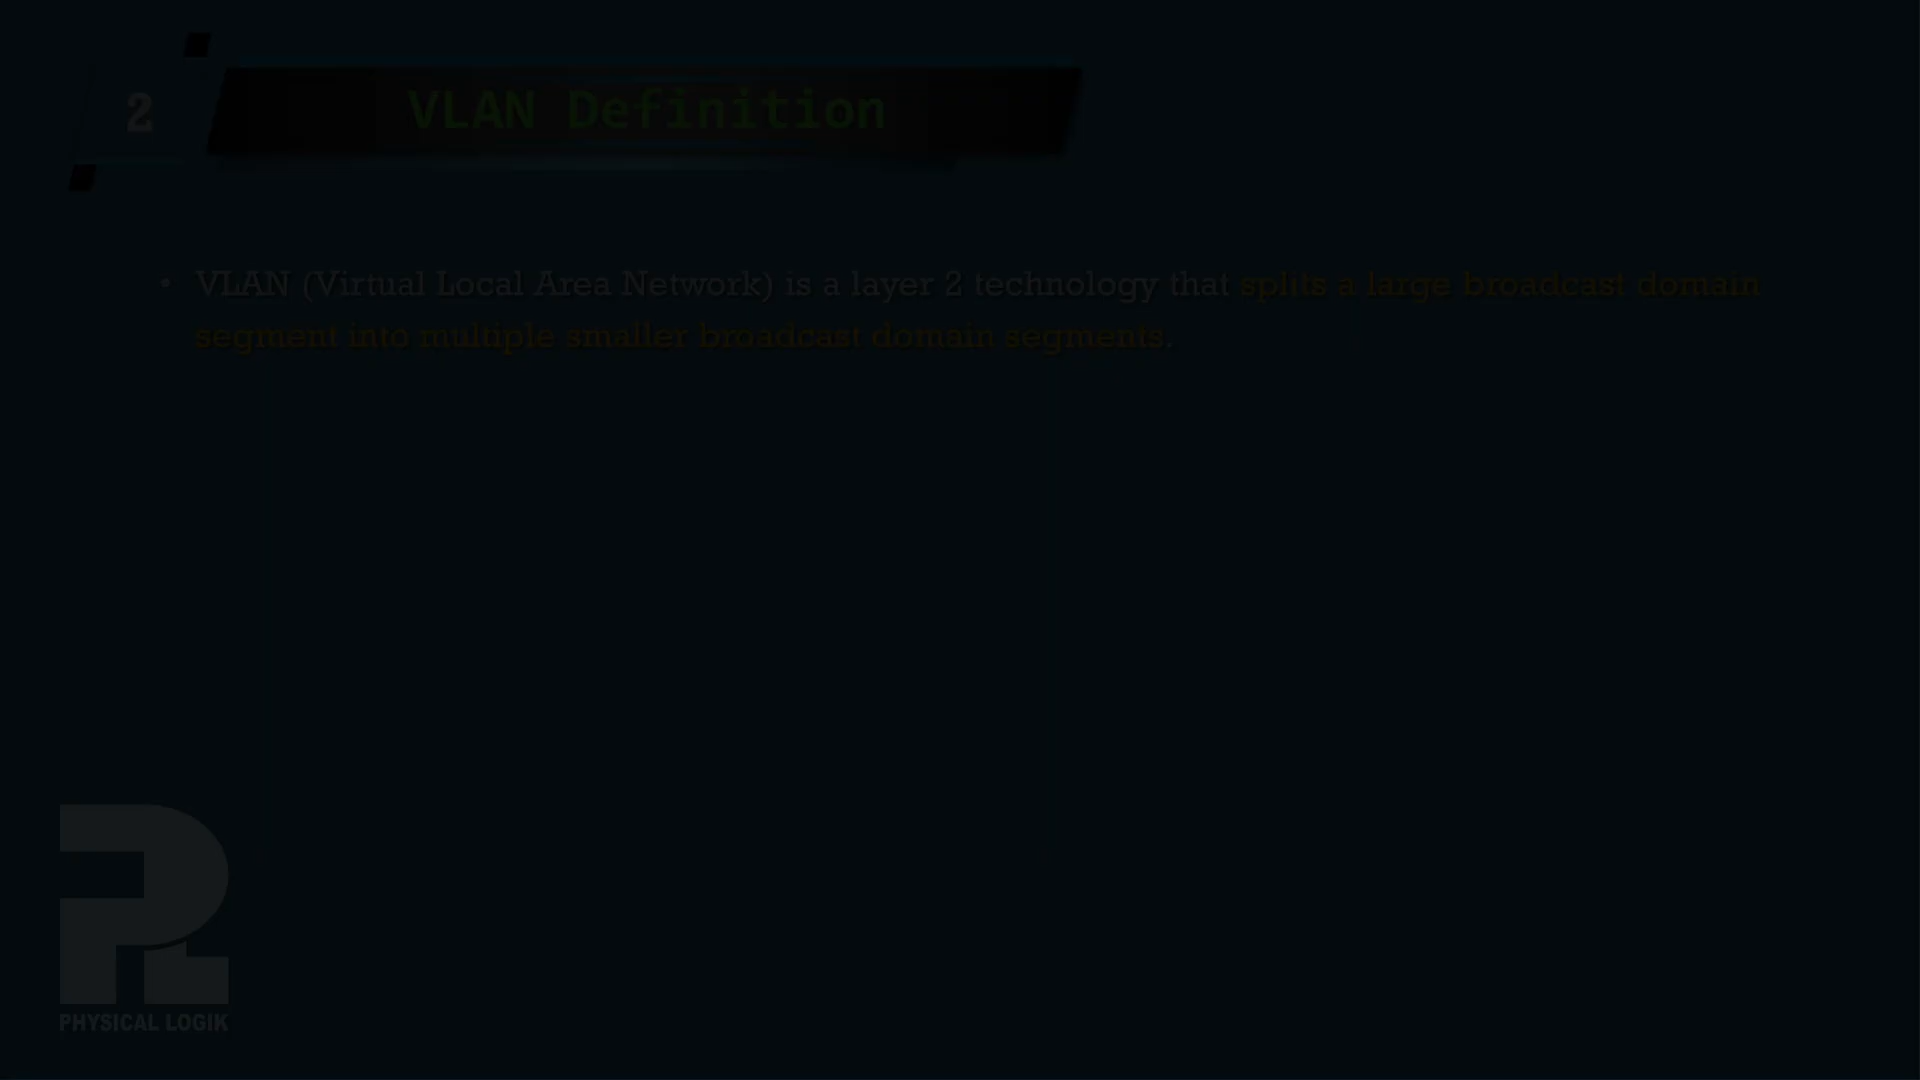 2
VLAN Definition
• VLAN (Virtual Local Area Network) is a layer 2 technology that splits a large broadcast domain
segment into multiple smaller broadcast domain segments.
PHYSICAL LOGIK